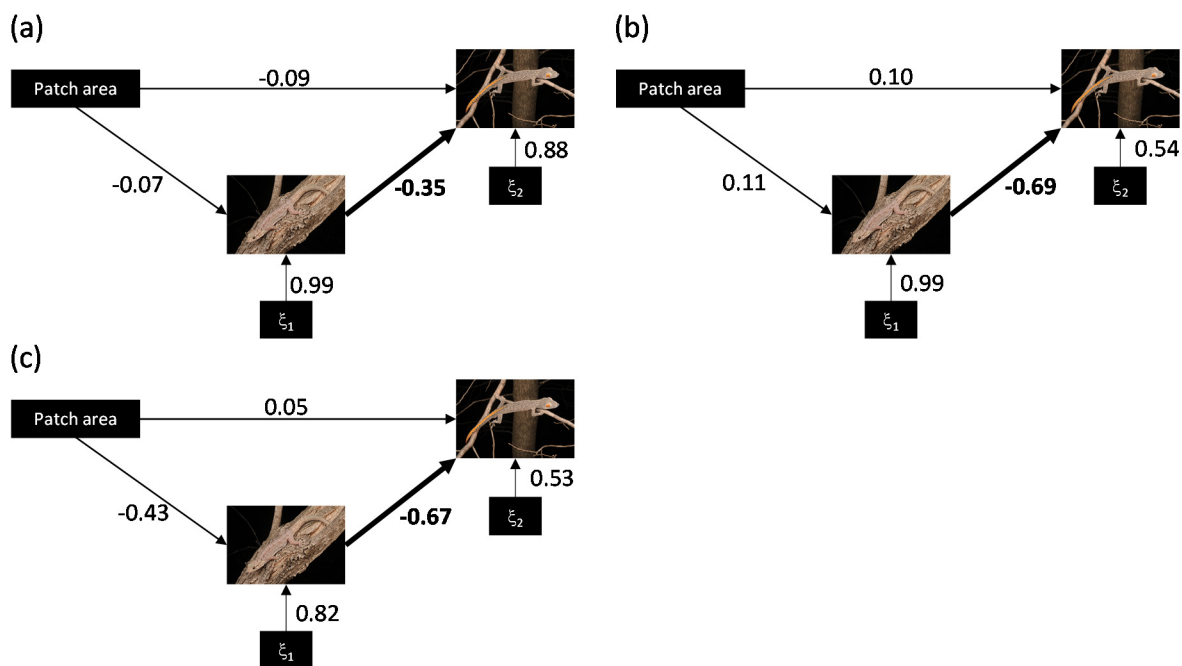 (a)
Patch area
-0.09
-0.07
-0.35
0.88
ξ2
0.99
ξ1
(b)
Patch area
0.10
0.11
-0.69
0.54
ξ2
0.99
ξ1
(c)
Patch area
0.05
-0.43
-0.67
0.53
ξ2
0.82
ξ1